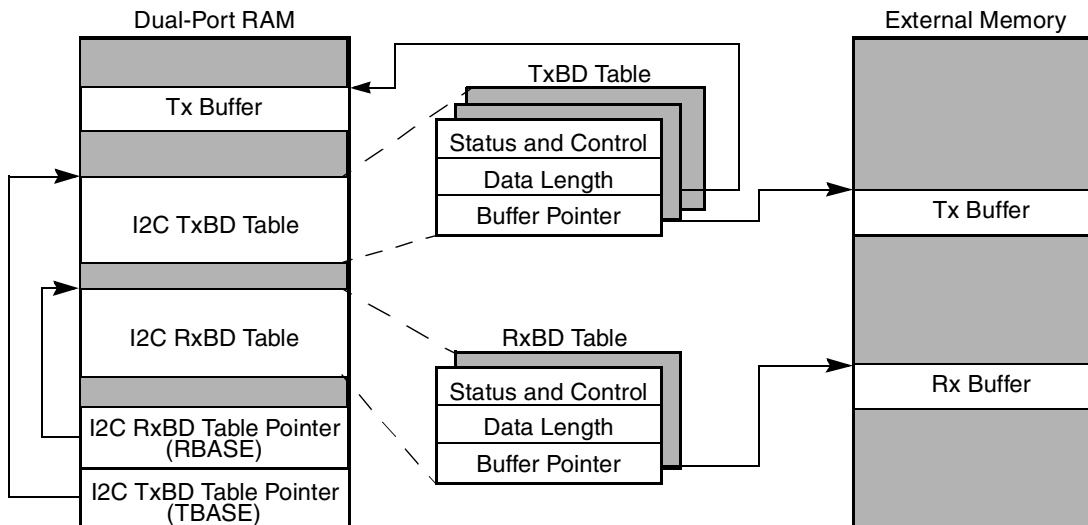 Dual-Port RAM
Tx Buffer
I2C TxBD Table
I2C RxBD Table
I2C RxBD Table Pointer
(RBASE)
I2C TxBD Table Pointer
(TBASE)
TxBD Table
Status and Control
Data Length
Buffer Pointer
RxBD Table
Status and Control
Data Length
Buffer Pointer
External Memory
Tx Buffer
Rx Buffer